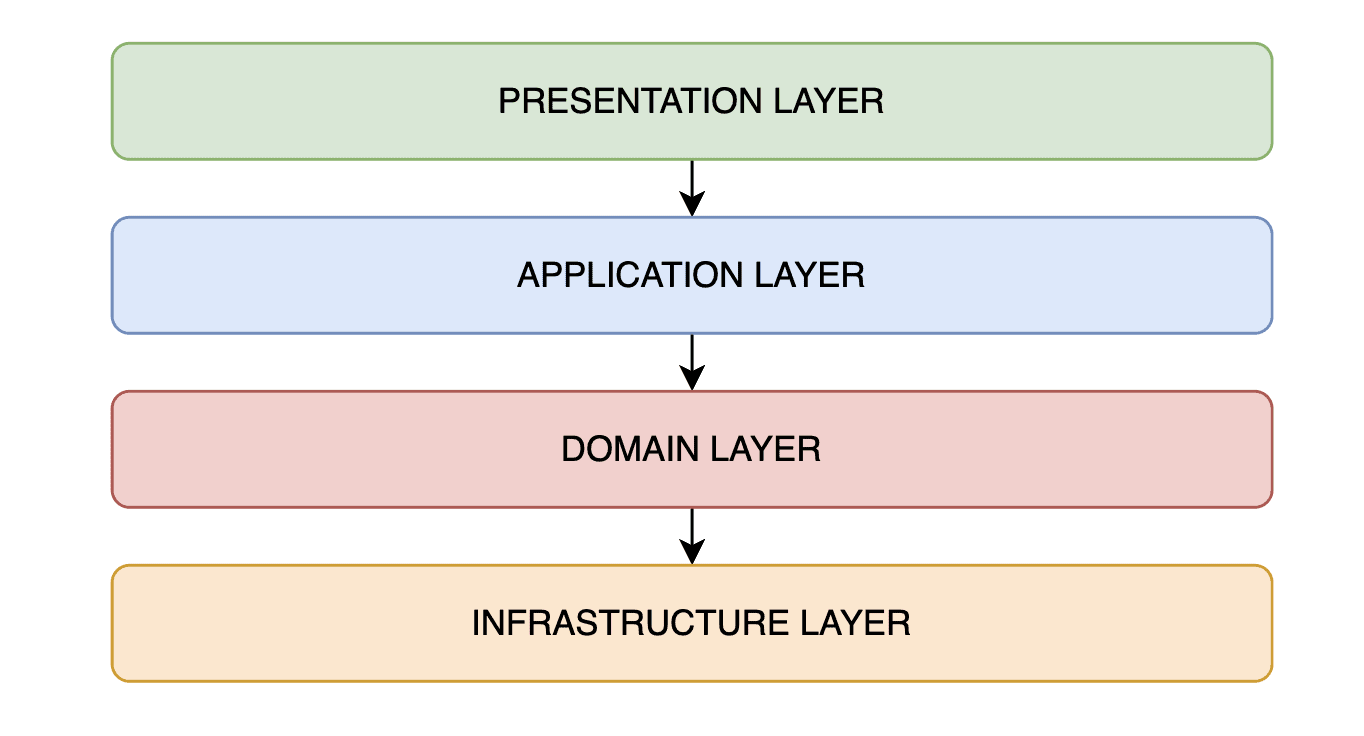 PRESENTATION LAYER
APPLICATION LAYER
DOMAIN LAYER
INFRASTRUCTURE LAYER